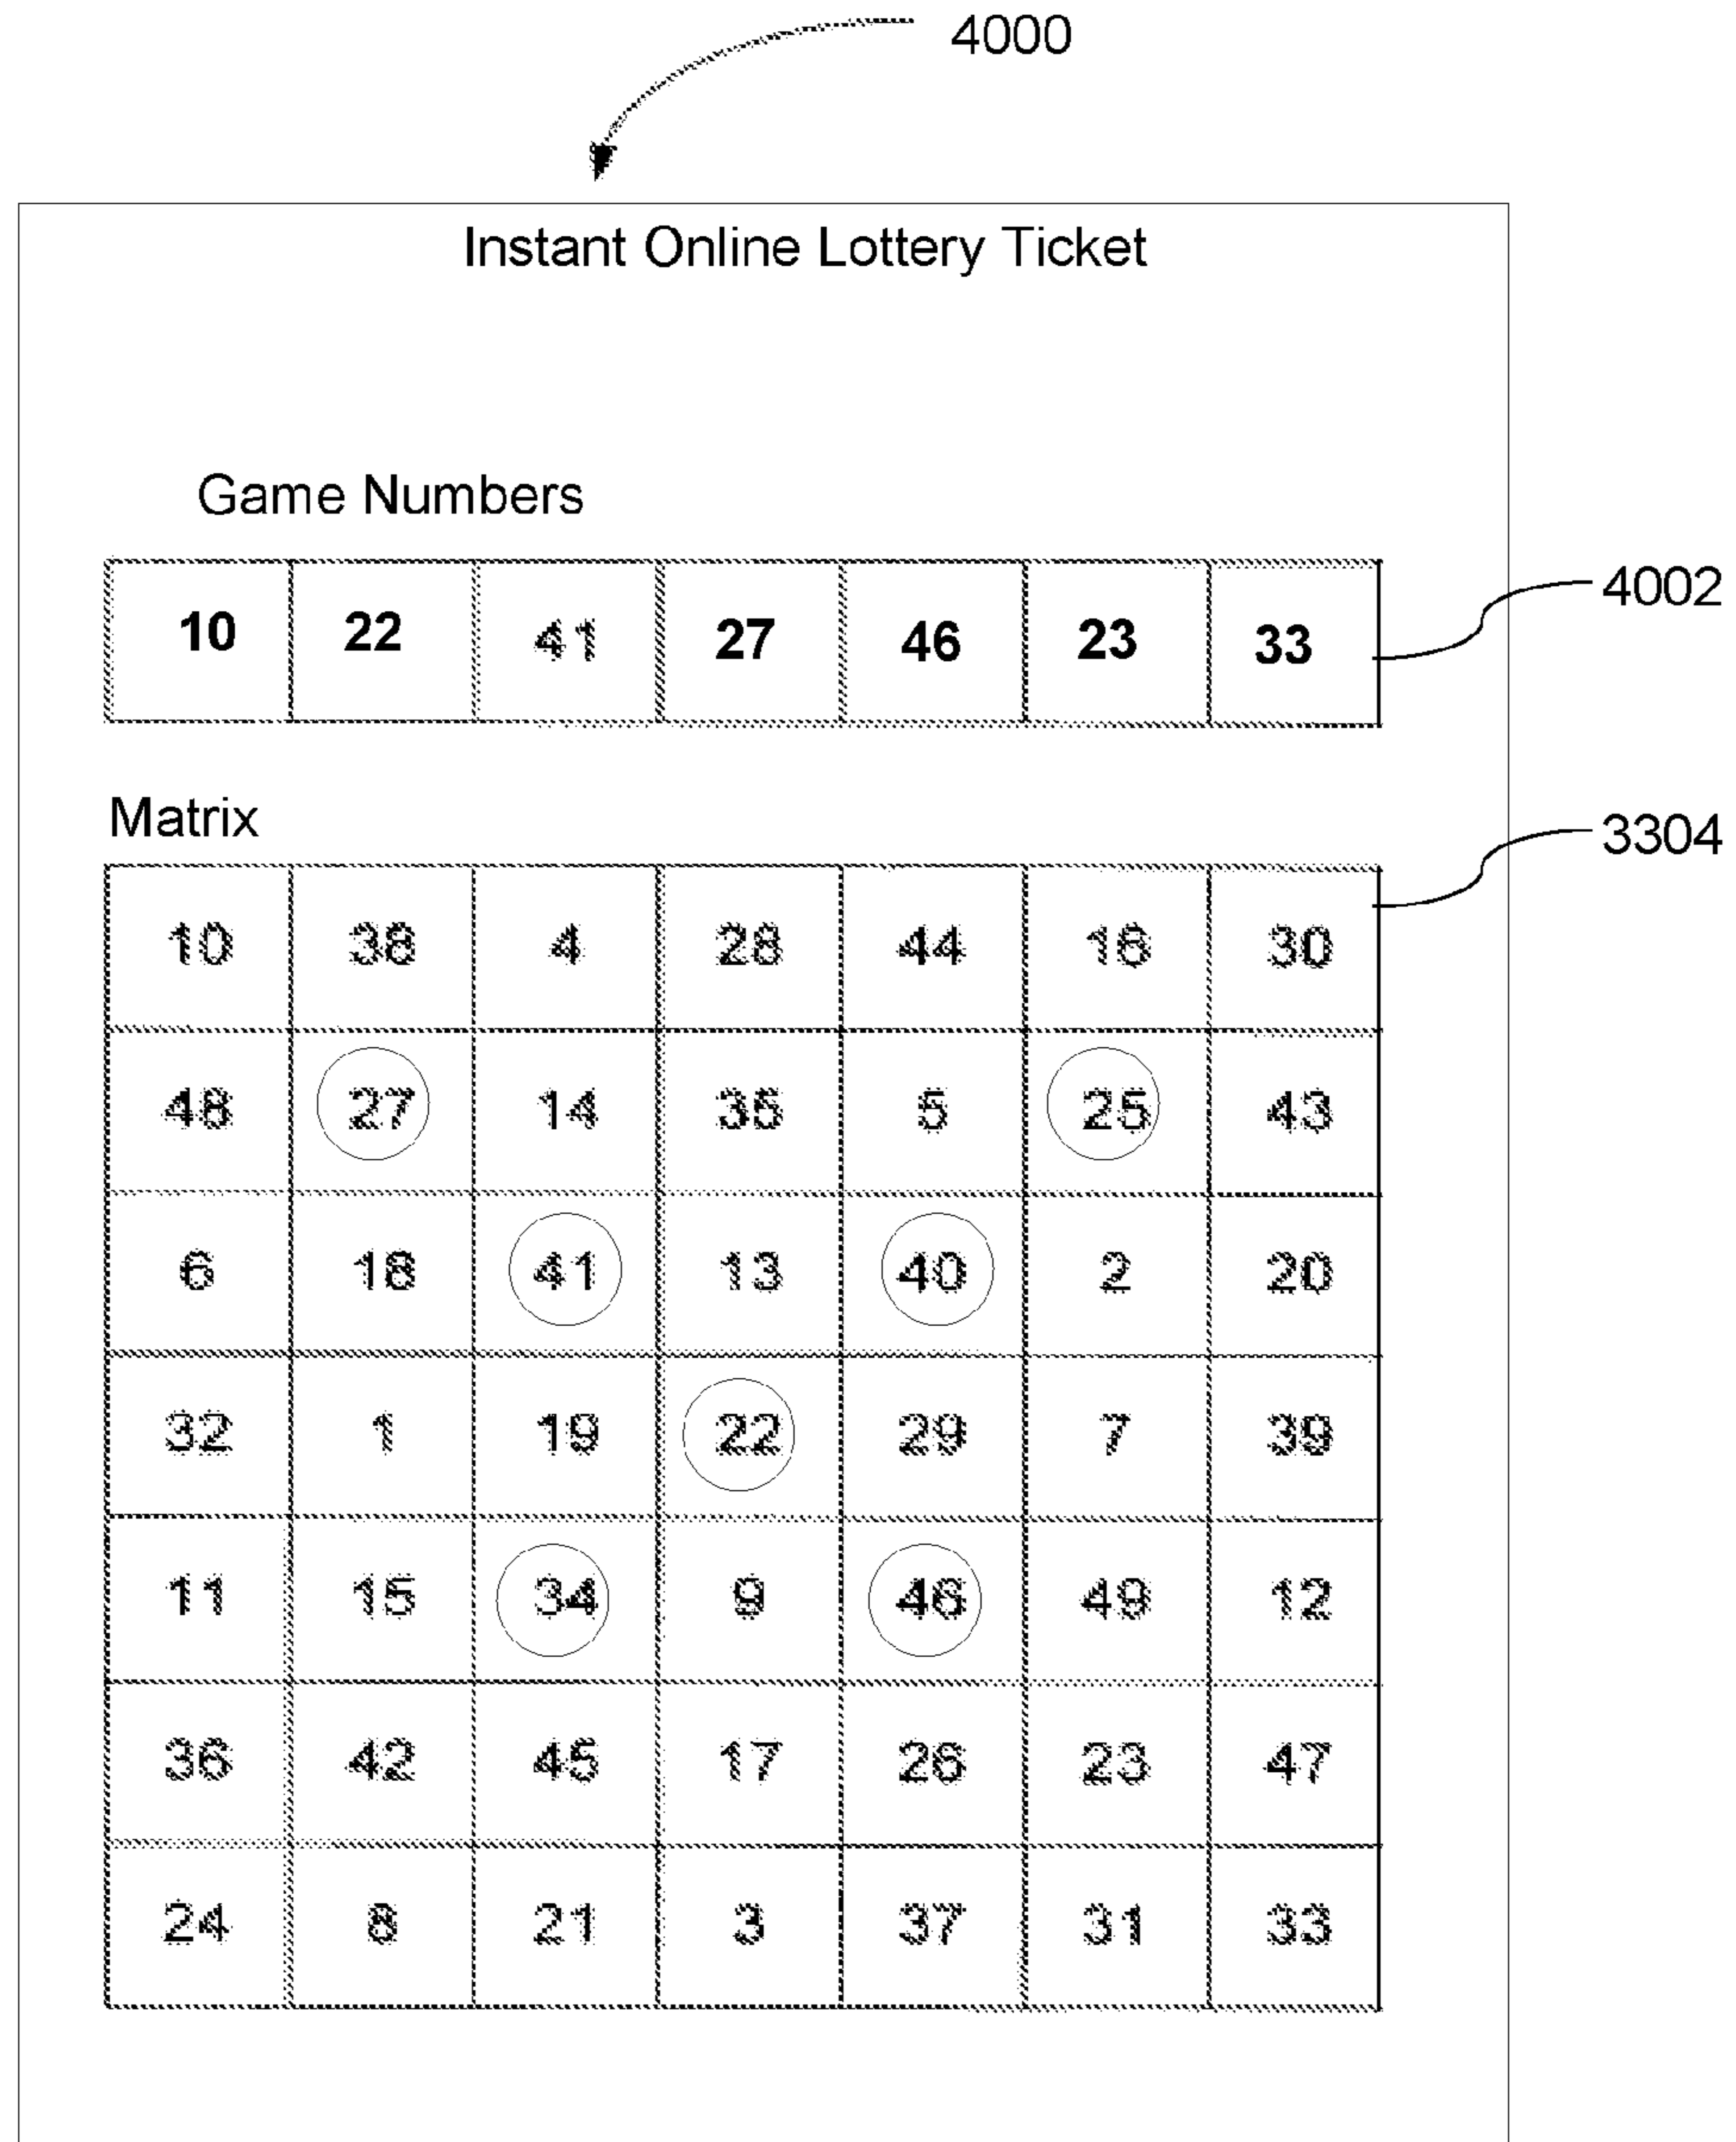 4000
Instant Online Lottery Ticket
Game Numbers
10 22 41 27 46 23 33
4002
Matrix
3304
10 38 4 28 44 16 30
48 27 14 35 5 25 43
6 18 41 13 40 2 20
32 1 19 22 29 7 39
11 15 34 9 46 49 12
36 42 45 17 26 23 47
24 8 21 3 37 31 33